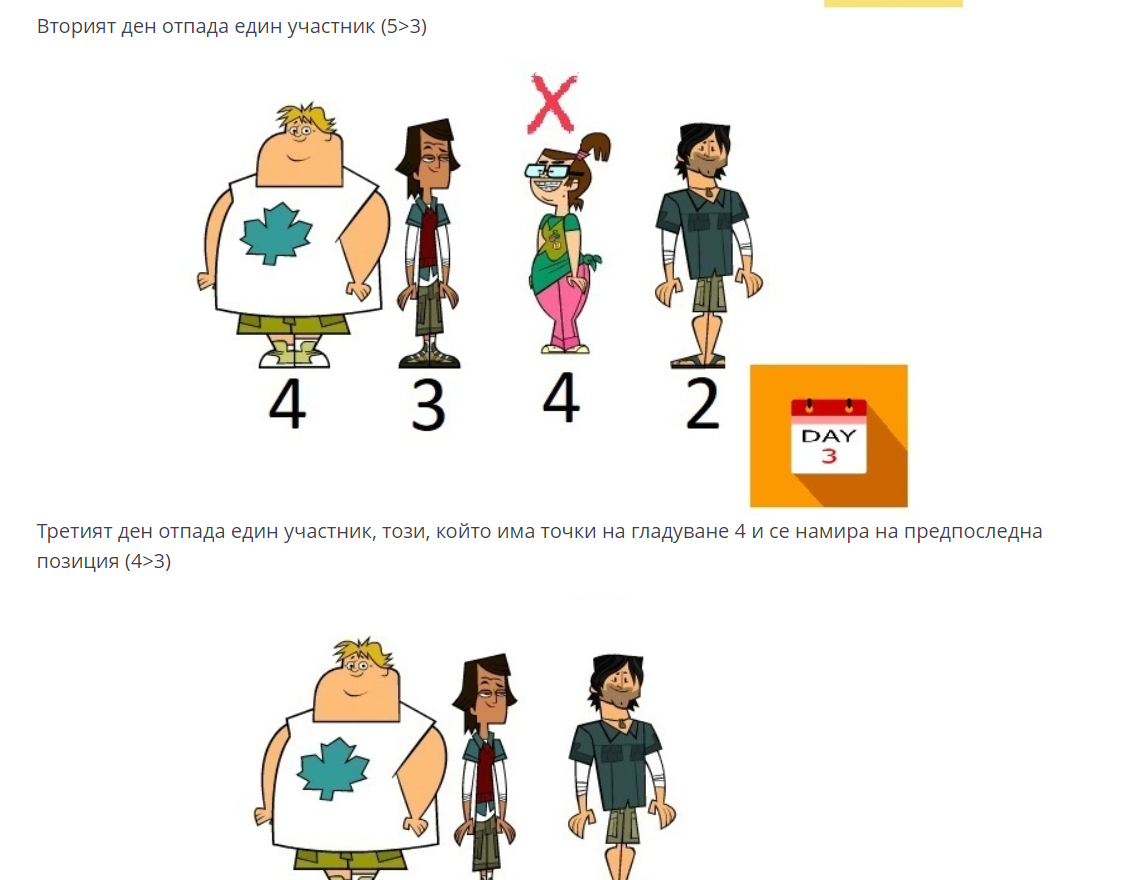 Вторият ден отпада един участник (5>3)
X
4 3 4 2
DAY
3
Третият ден отпада един участник, този, който има точки на гладуване 4 и се намира на предпоследна
позиция (4>3)